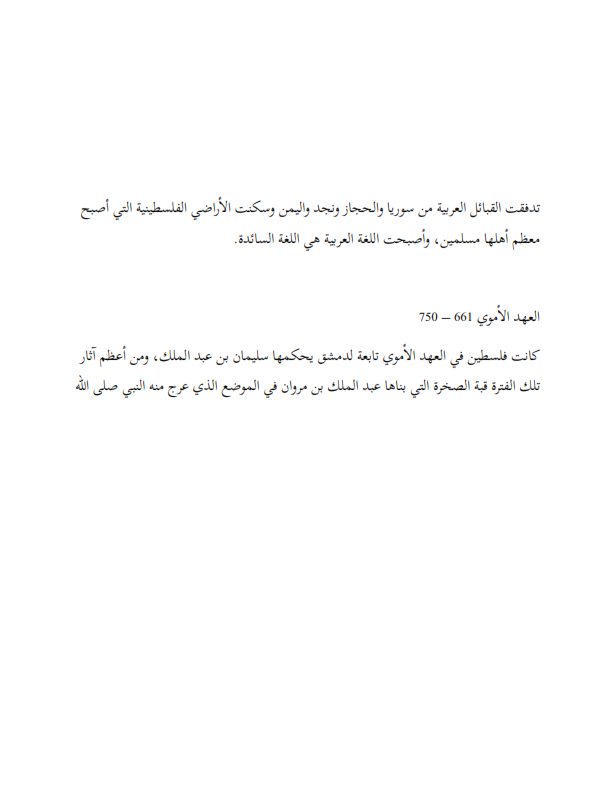 تدفقت القبائل العربية من سوريا والحجاز ونجد واليمن وسكنت الأراضي الفلسطينية التي أصبح
معظم أهلها مسلمين، وأصبحت اللغة العربية هي اللغة السائدة.
العهد الأموي 661 – 750
كانت فلسطين في العهد الأموي تابعة لدمشق يحكمها سليمان بن عبد الملك، ومن أعظم آثار
تلك الفترة قبة الصخرة التي بناها عبد الملك بن مروان في الموضع الذي عرج منه النبي صلى الله